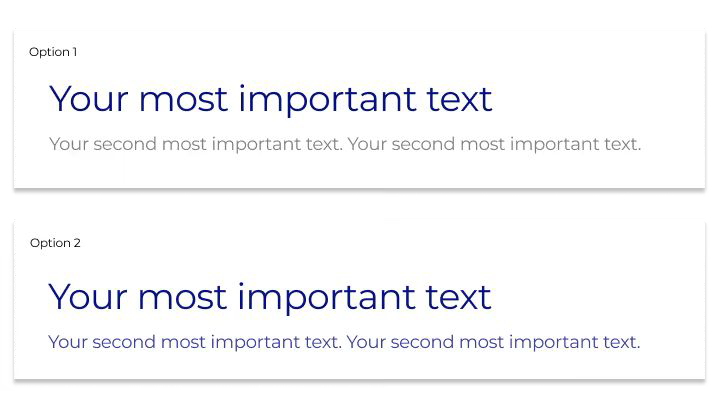 Option 1
Your most important text
Your second most important text. Your second most important text.
Option 2
Your most important text
Your second most important text. Your second most important text.